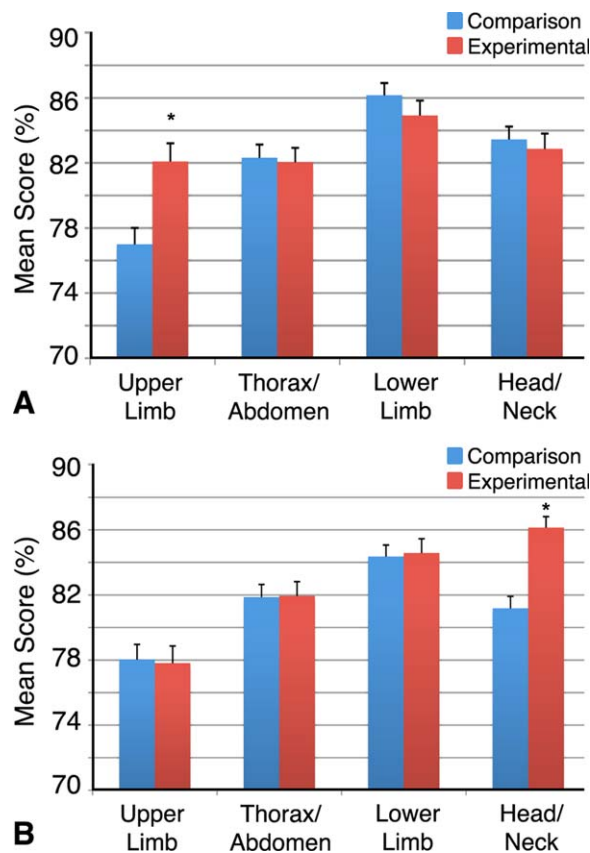 Comparison
Experimental
90
86
82
78
74
70
Mean Score (%)
*
Upper
Limb
Thorax/
Abdomen
Lower
Limb
Head/
Neck
A
Comparison
Experimental
90
86
82
78
74
70
Mean Score (%)
*
Upper
Limb
Thorax/
Abdomen
Lower
Limb
Head/
Neck
B